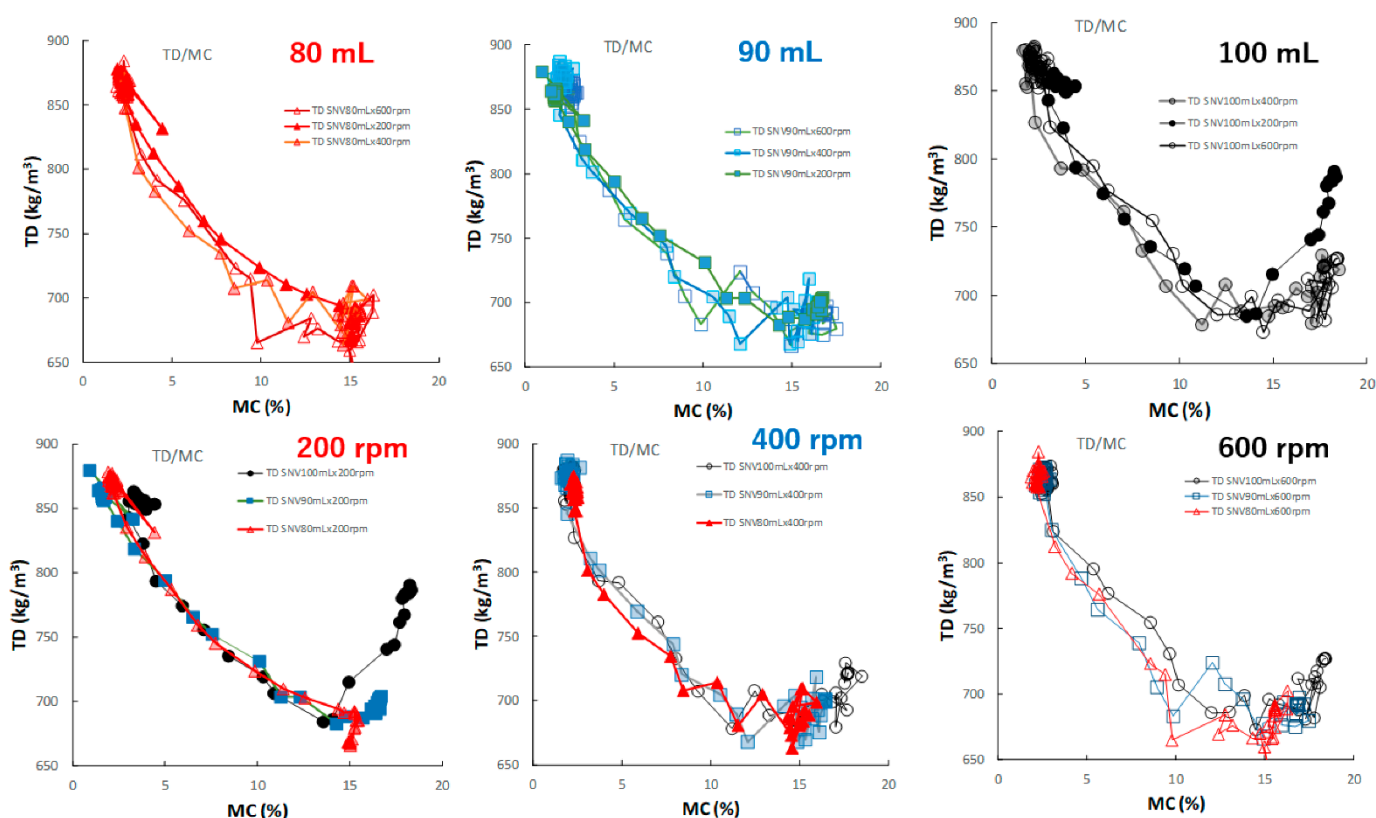 TD/MC
80 mL
900
850
800
750
700
650
TD (kg/m³)
0 5 10 15 20
MC (%)
TD SNV80mLx600rpm
TD SNV80mLx200rpm
TD SNV80mLx400rpm
TD/MC
90 mL
900
850
800
750
700
650
TD (kg/m³)
0 5 10 15 20
MC (%)
TD SNV90mLx600rpm
TD SNV90mLx400rpm
TD SNV90mLx200rpm
TD/MC
100 mL
900
850
800
750
700
650
TD (kg/m³)
0 5 10 15 20
MC (%)
TD SNV100mLx400rpm
TD SNV100mLx200rpm
TD SNV100mLx600rpm
TD/MC
200 rpm
900
850
800
750
700
650
TD (kg/m³)
0 5 10 15 20
MC (%)
TD SNV100mLx200rpm
TD SNV90mLx200rpm
TD SNV80mLx200rpm
TD/MC
400 rpm
900
850
800
750
700
650
TD (kg/m³)
0 5 10 15 20
MC (%)
TD SNV100mLx400rpm
TD SNV90mLx400rpm
TD SNV80mLx400rpm
TD/MC
600 rpm
900
850
800
750
700
650
TD (kg/m³)
0 5 10 15 20
MC (%)
TD SNV100mLx600rpm
TD SNV90mLx600rpm
TD SNV80mLx600rpm